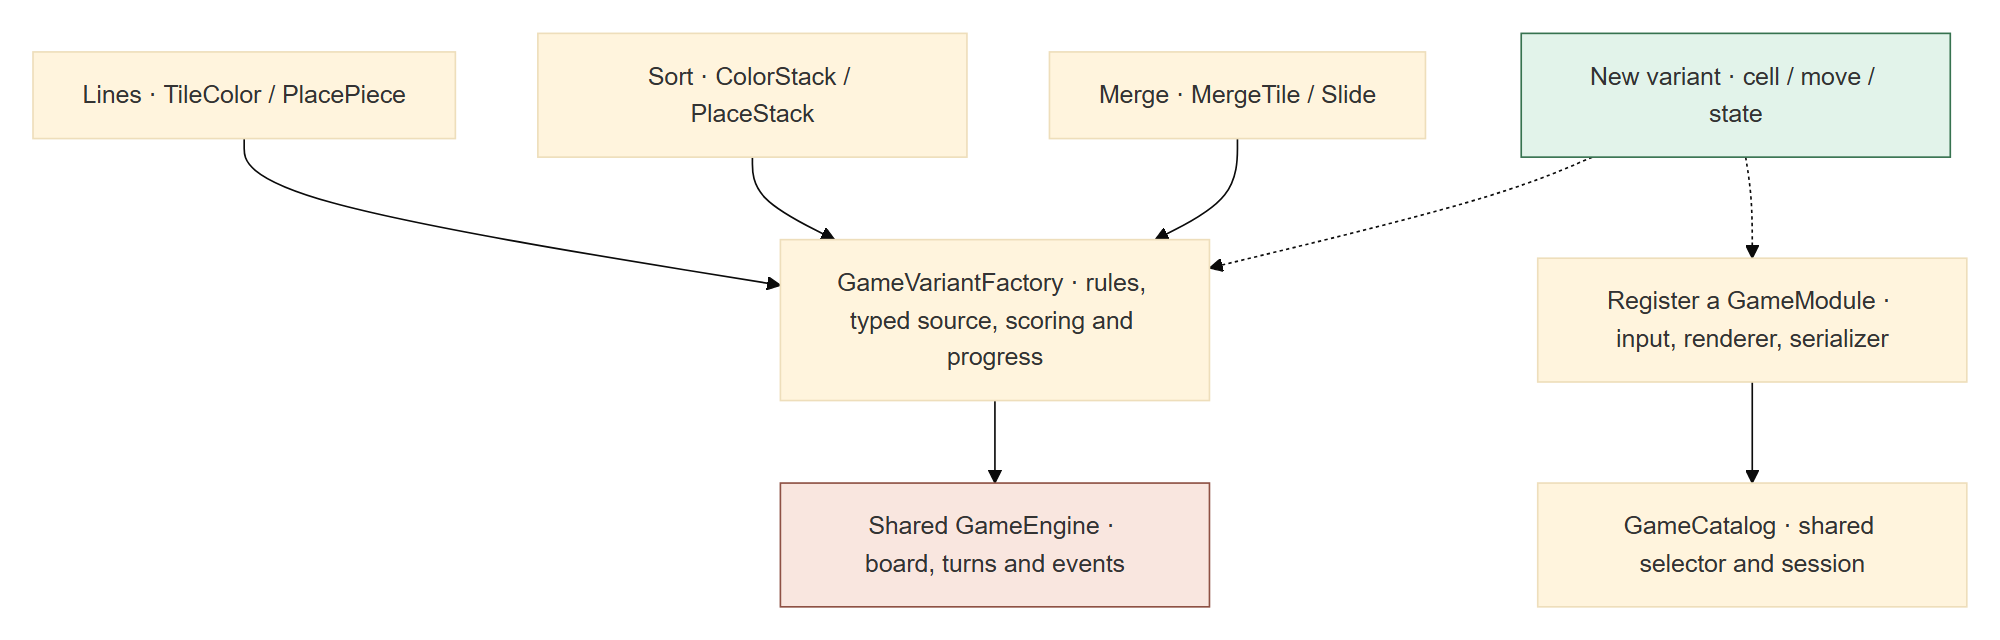 Lines · TileColor / PlacePiece
Sort · ColorStack /
PlaceStack
Merge · MergeTile / Slide
New variant · cell / move /
state
GameVariantFactory · rules,
typed source, scoring and
progress
Register a GameModule ·
input, renderer, serializer
Shared GameEngine ·
board, turns and events
GameCatalog · shared
selector and session